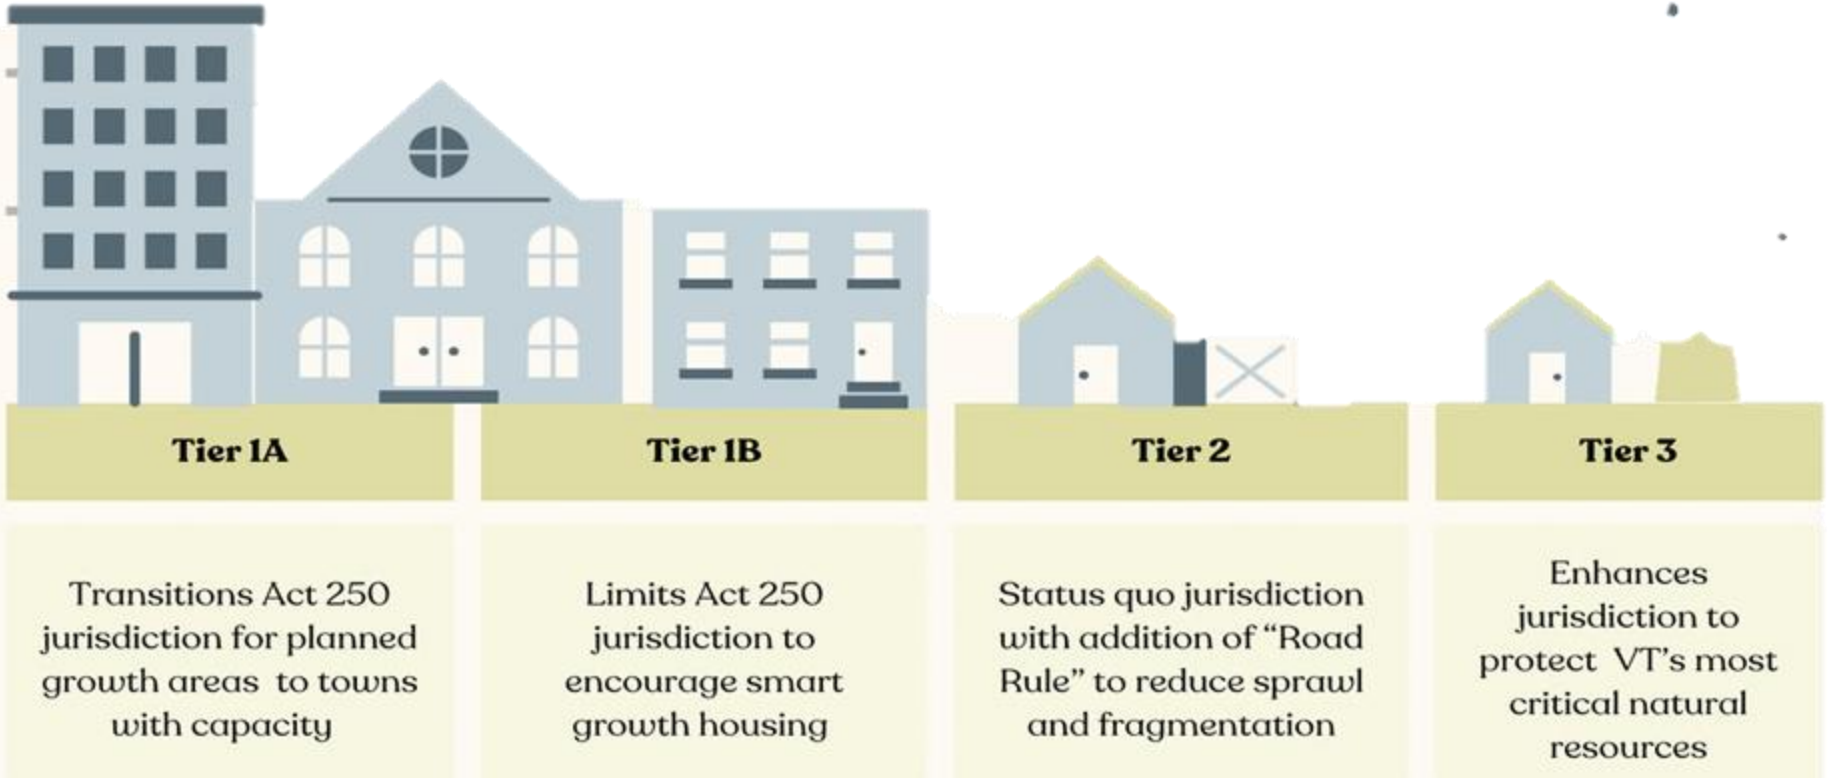 Tier 1A
Transitions Act 250
jurisdiction for planned
growth areas to towns
with capacity
Tier 1B
Limits Act 250
jurisdiction to
encourage smart
growth housing
Tier 2
Status quo jurisdiction
with addition of “Road
Rule” to reduce sprawl
and fragmentation
Tier 3
Enhances
jurisdiction to
protect VT’s most
critical natural
resources